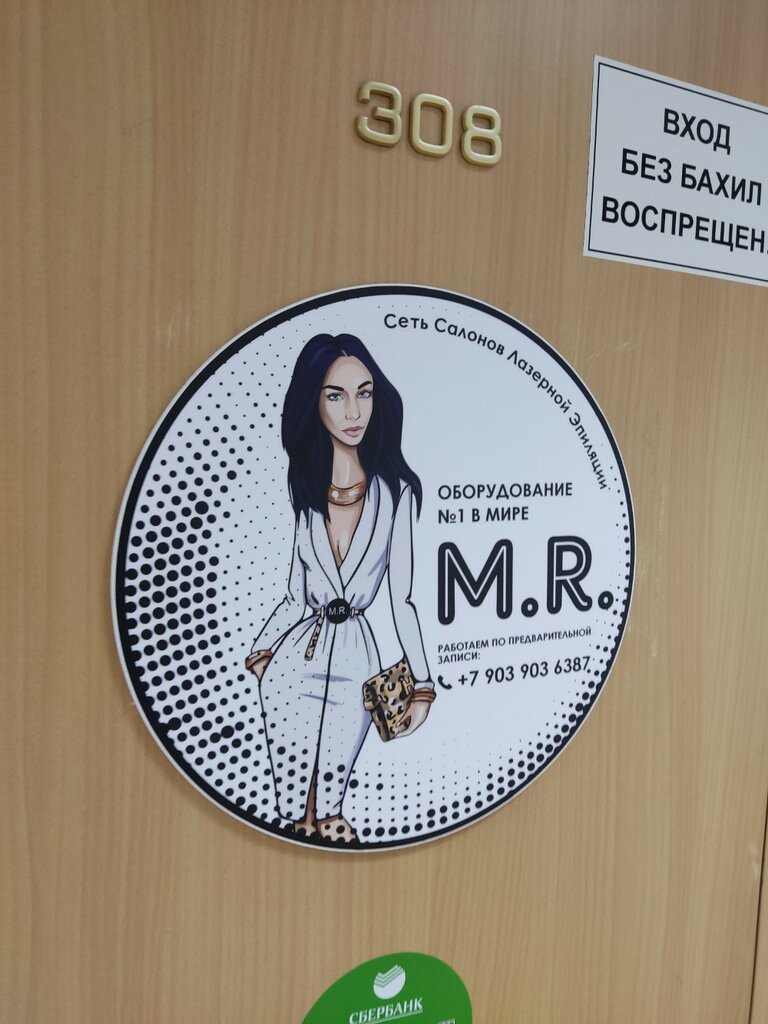 308
ВХОД
БЕЗ БАХИЛ
ВОСПРЕЩЕН.
Сеть Салонов Лазерной Эпиляции
ОБОРУДОВАНИЕ
№1 В МИРЕ
M.R.
M.R.
РАБОТАЕМ ПО ПРЕДВАРИТЕЛЬНОЙ
ЗАПИСИ:
+7 903 903 6387
СБЕРБАНК